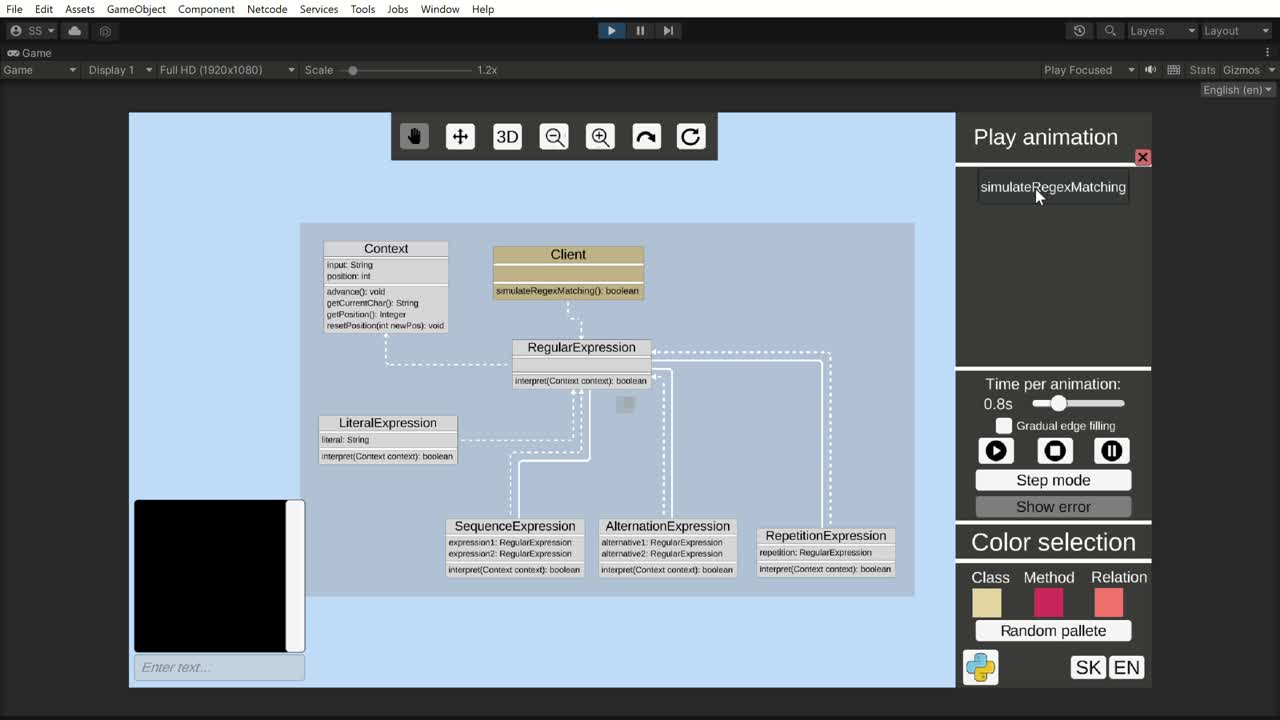 File Edit Assets GameObject Component Netcode Services Tools Jobs Window Help
SS Layers Layout
Game
Game Display 1 Full HD (1920x1080) Scale 1.2x Play Focused Stats Gizmos
English (en)
3D
Play animation
simulateRegexMatching
Context
input: String
position: int
advance(): void
getCurrentChar(): String
getPosition(): Integer
resetPosition(int newPos): void
Client
simulateRegexMatching(): boolean
RegularExpression
interpret(Context context): boolean
LiteralExpression
literal: String
interpret(Context context): boolean
SequenceExpression
expression1: RegularExpression
expression2: RegularExpression
interpret(Context context): boolean
AlternationExpression
alternative1: RegularExpression
alternative2: RegularExpression
interpret(Context context): boolean
RepetitionExpression
repetition: RegularExpression
interpret(Context context): boolean
Enter text...
Time per animation:
0.8s
Gradual edge filling
Step mode
Show error
Color selection
Class Method Relation
Random pallete
SK EN